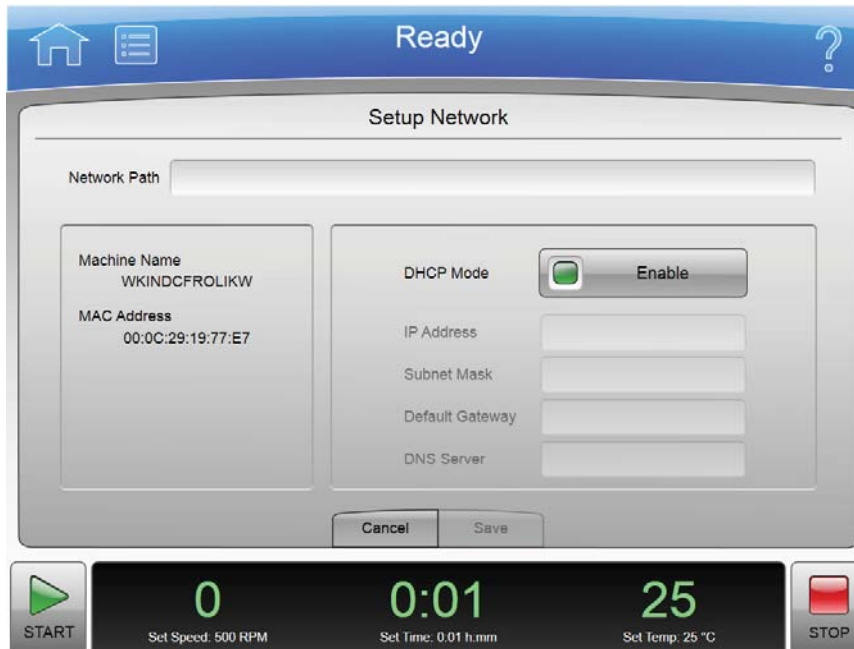 Ready
Setup Network
Network Path
Machine Name
WKINDCFROLIKW
MAC Address
00:0C:29:19:77:E7
DHCP Mode
Enable
IP Address
Subnet Mask
Default Gateway
DNS Server
Cancel
Save
START
0
Set Speed: 500 RPM
0:01
Set Time: 0:01 h:mm
25
Set Temp: 25 °C
STOP